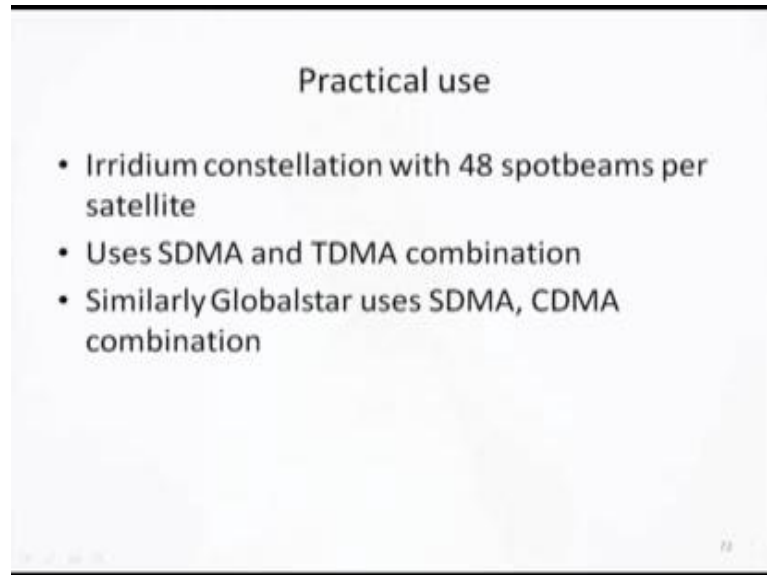 Practical use
• Irridium constellation with 48 spotbeams per
satellite
• Uses SDMA and TDMA combination
• Similarly Globalstar uses SDMA, CDMA
combination